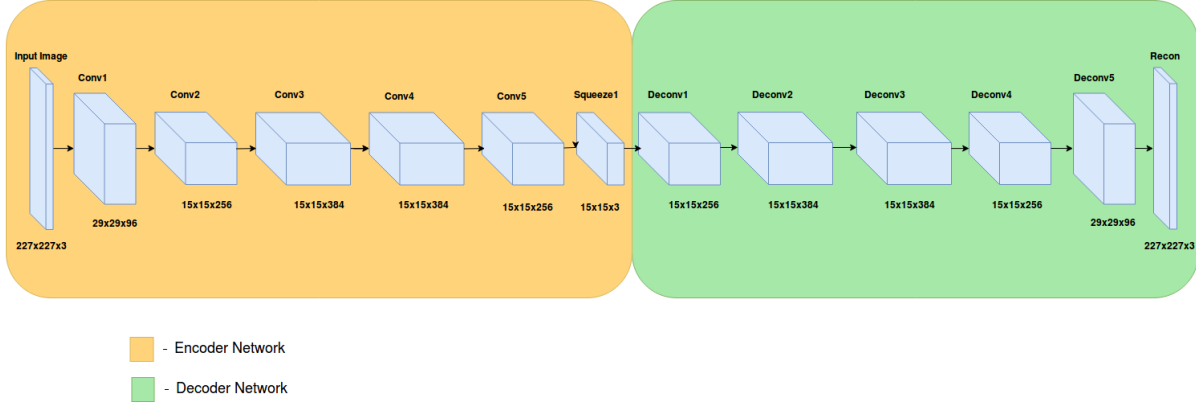 Input Image
Conv1
Conv2
Conv3
Conv4
Conv5
Squeeze1
Deconv1
Deconv2
Deconv3
Deconv4
Deconv5
Recon
227x227x3
29x29x96
15x15x256
15x15x384
15x15x384
15x15x256
15x15x3
15x15x256
15x15x384
15x15x384
15x15x256
29x29x96
227x227x3
- Encoder Network
- Decoder Network